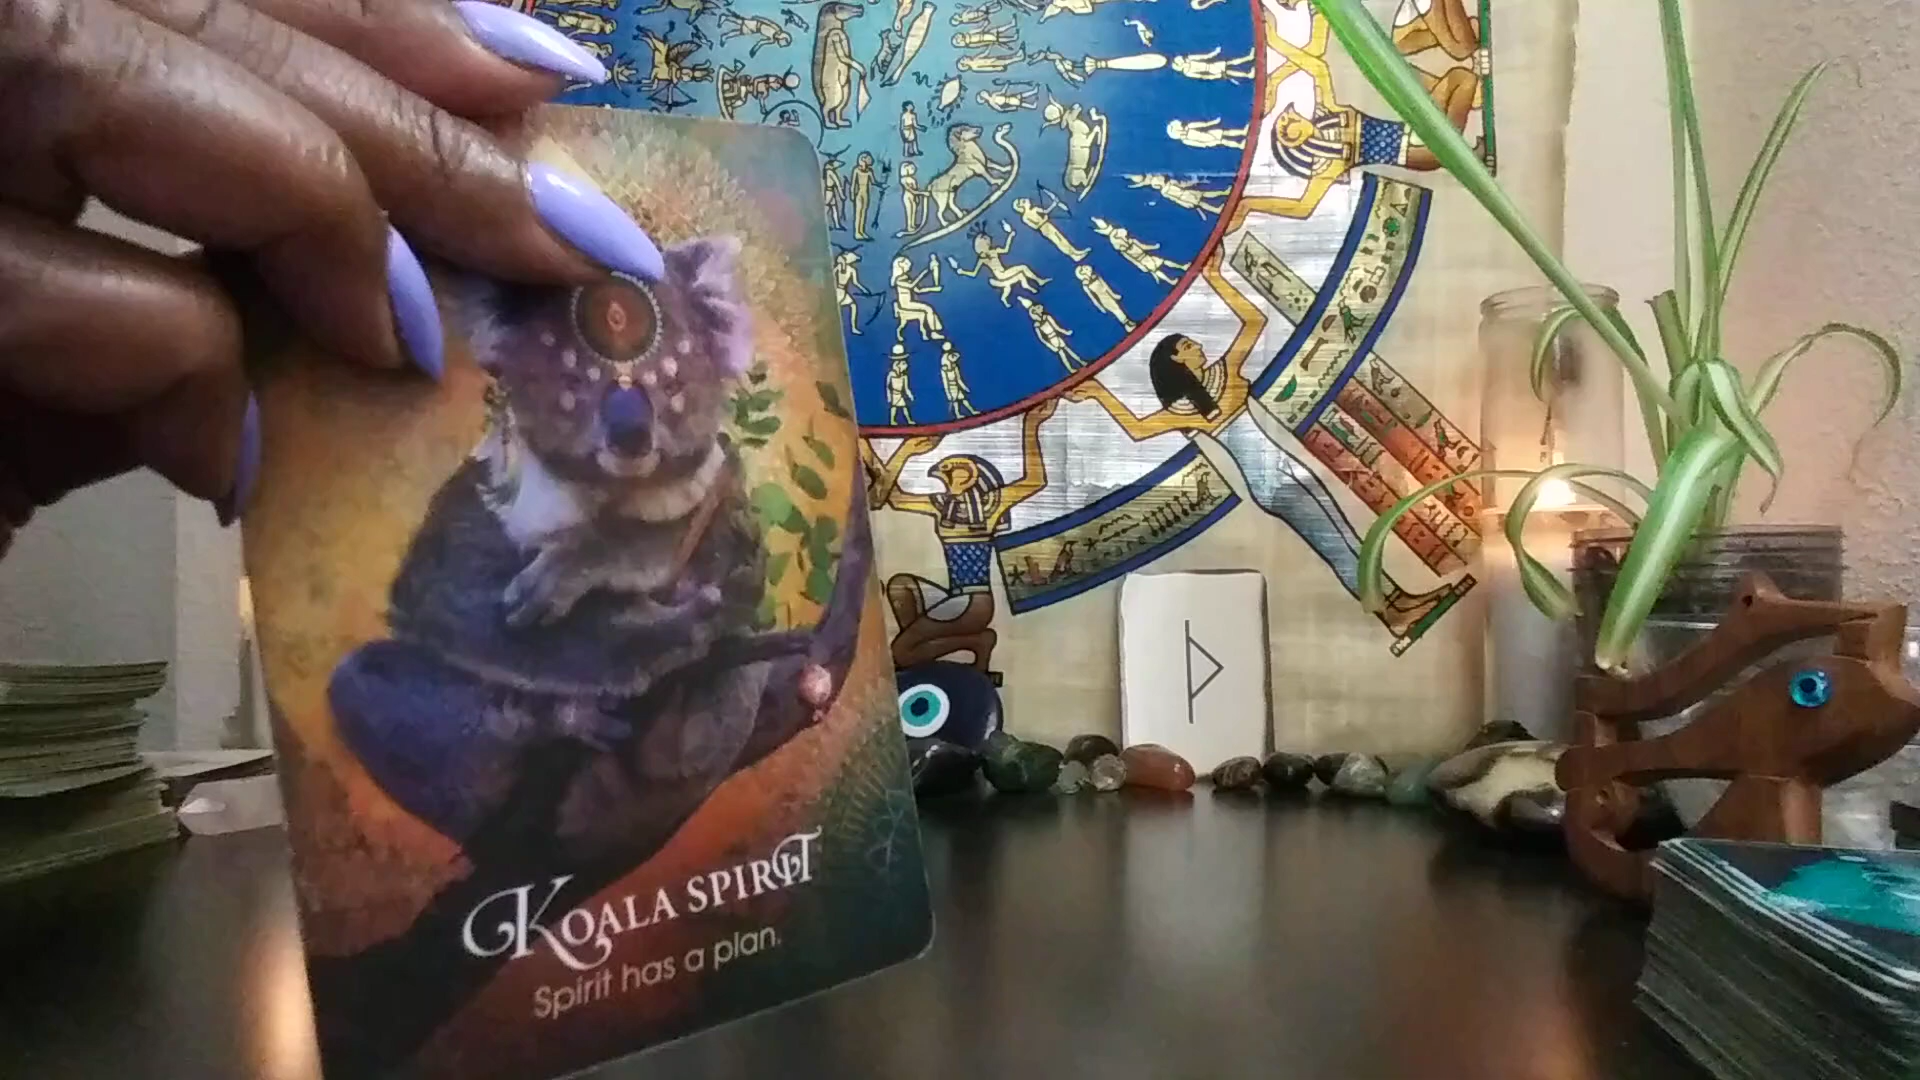 KOALA SPIRIT
Spirit has a plan.
ᚦ